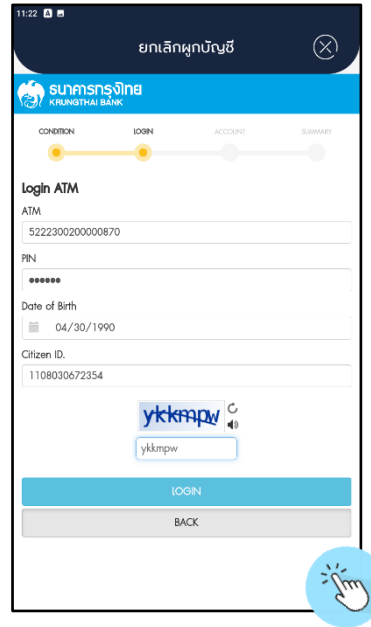 11:22
ยกเลิกผูกบัญชี
ธนาคารกรุงไทย
KRUNGTHAI BANK
CONDITION LOGIN ACCOUNT SUMMARY
Login ATM
ATM
5222300200000870
PIN
••••••
Date of Birth
04/30/1990
Citizen ID.
1108030672354
ykkmpw
ykkmpw
LOGIN
BACK